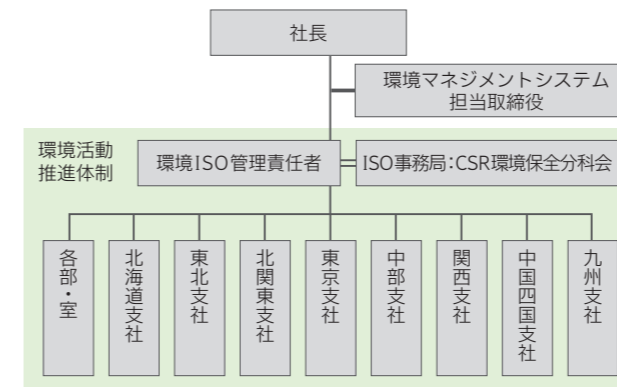 社長
環境マネジメントシステム
担当取締役
環境活動
推進体制
環境ISO管理責任者
ISO事務局：CSR環境保全分科会
各部・室
北海道支社
東北支社
北関東支社
東京支社
中部支社
関西支社
中国四国支社
九州支社